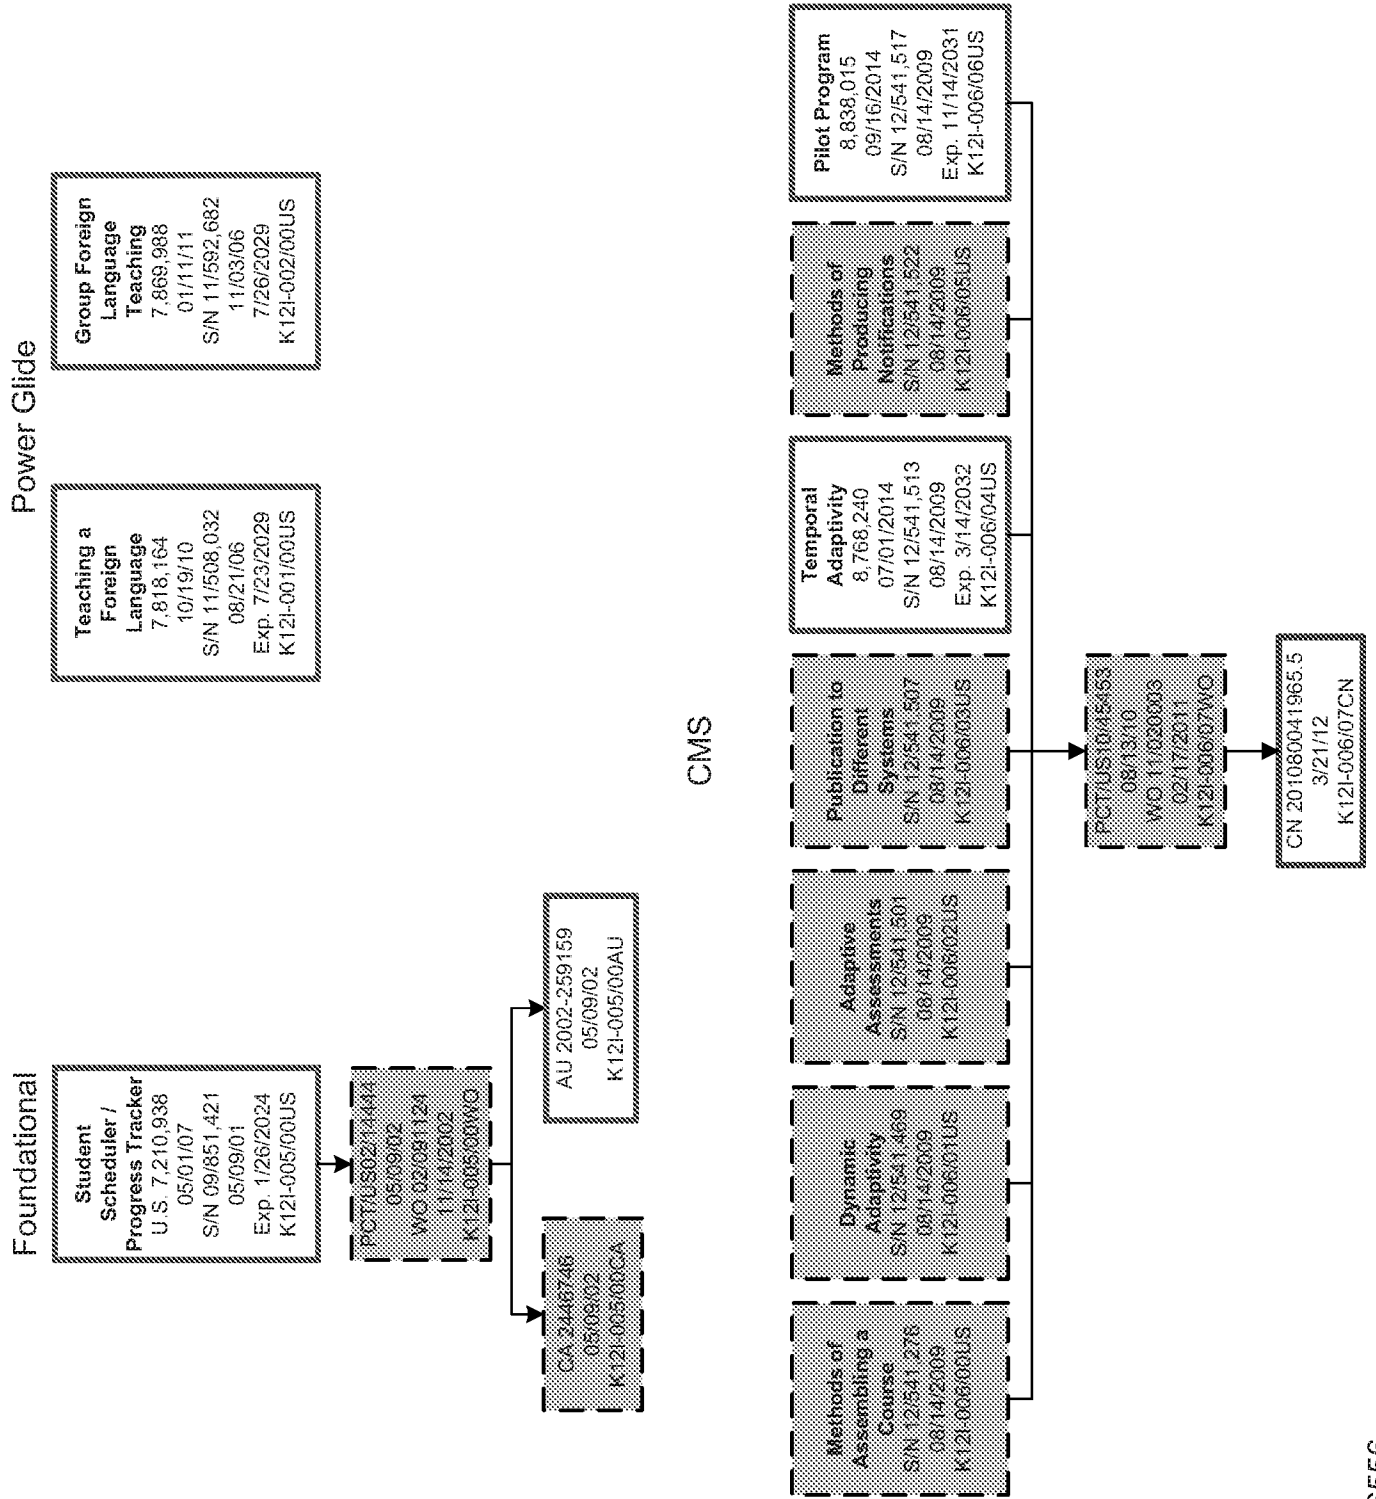 Foundational
Student
Scheduler /
Progress Tracker
U.S. 7,210,938
05/01/07
S/N 09/851,421
05/09/01
Exp. 1/26/2024
K12I-005/00US
PCT/US02/14444
05/09/02
WO 02/091124
11/14/2002
K12I-005/00WO
CA 2446746
05/09/02
K12I-005/00CA
AU 2002-259159
05/09/02
K12I-005/00AU
Power Glide
Teaching a
Foreign
Language
7,818,164
10/19/10
S/N 11/508,032
08/21/06
Exp. 7/23/2029
K12I-001/00US
Group Foreign
Language
Teaching
7,869,988
01/11/11
S/N 11/592,682
11/03/06
7/26/2029
K12I-002/00US
CMS
Methods of
Assembling a
Course
S/N 12/541,276
08/14/2009
K12I-006/00US
Dynamic
Adaptivity
S/N 12/541,469
08/14/2009
K12I-006/01US
Adaptive
Assessments
S/N 12/541,501
08/14/2009
K12I-006/02US
Publication to
Different
Systems
S/N 12/541,507
08/14/2009
K12I-006/03US
Temporal
Adaptivity
8,768,240
07/01/2014
S/N 12/541,513
08/14/2009
Exp. 3/14/2032
K12I-006/04US
Methods of
Producing
Notifications
S/N 12/541,522
08/14/2009
K12I-006/05US
Pilot Program
8,838,015
09/16/2014
S/N 12/541,517
08/14/2009
Exp. 11/14/2031
K12I-006/06US
PCT/US10/45453
08/13/10
WO 11/020003
02/17/2011
K12I-006/07WO
CN 201080041965.5
3/21/12
K12I-006/07CN